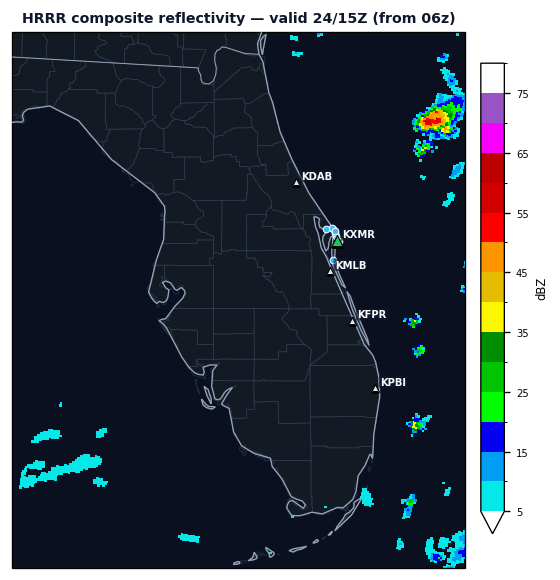 HRRR composite reflectivity — valid 24/15Z (from 06z)
KDAB
KXMR
KMLB
KFPR
KPBI
75
65
55
45
35
25
15
5
dBZ